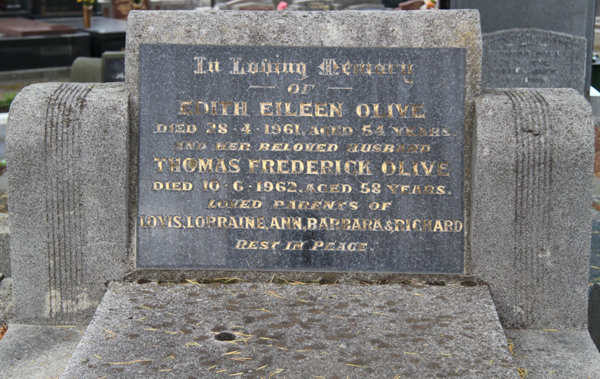 In Loving Memory
OF
EDITH EILEEN OLIVE
DIED 28-4-1961, AGED 54 YEARS
AND HER BELOVED HUSBAND
THOMAS FREDERICK OLIVE
DIED 10-6-1962, AGED 58 YEARS.
LOVED PARENTS OF
LOVIS, LORRAINE, ANN, BARBARA & RICHARD
REST IN PEACE.